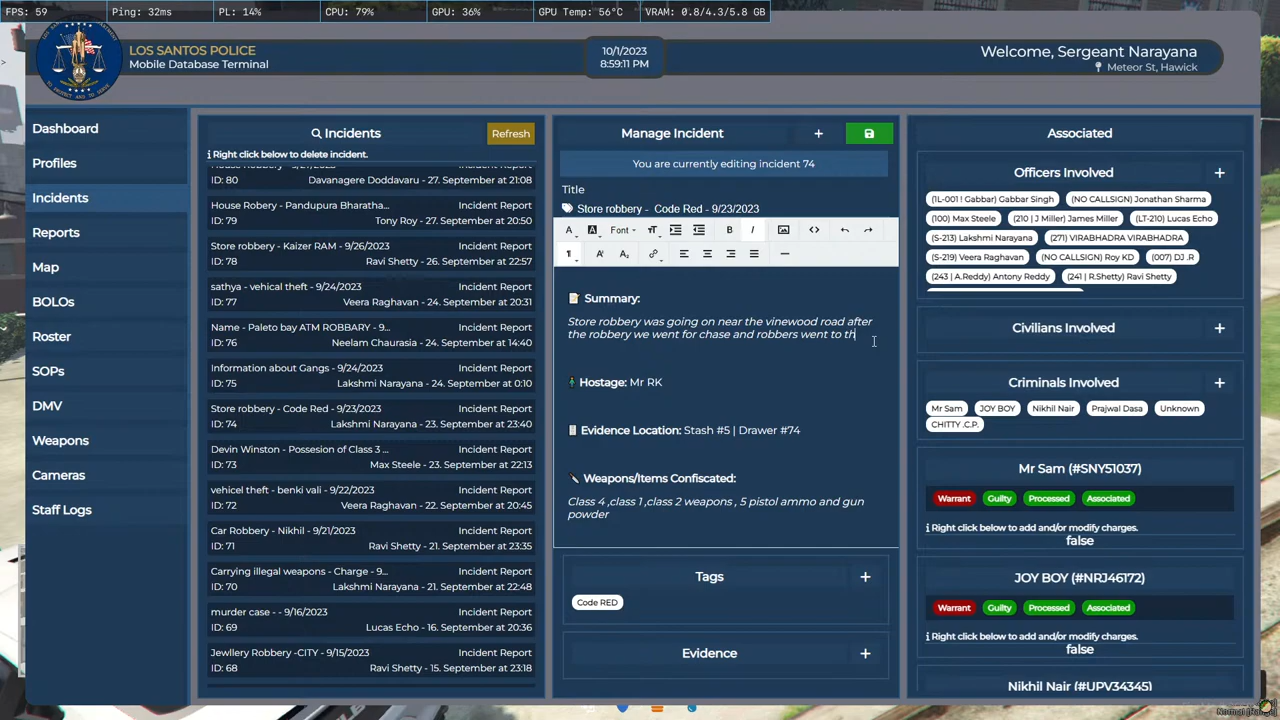 FPS: 59
Ping: 32ms
PL: 14%
CPU: 79%
GPU: 36%
GPU Temp: 56°C
VRAM: 0.8/4.3/5.8 GB
LOS SANTOS POLICE
Mobile Database Terminal
10/1/2023
8:59:11 PM
Welcome, Sergeant Narayana
Meteor St, Hawick
Dashboard
Profiles
Incidents
Reports
Map
BOLOs
Roster
SOPs
DMV
Weapons
Cameras
Staff Logs
Incidents
Refresh
Right click below to delete incident.
ID: 80 Davanagere Doddavaru - 27. September at 21:08
House Robery - Pundapura Bharatha... Incident Report
ID: 79 Tony Roy - 27. September at 20:50
Store robbery - Kaizer RAM - 9/26/2023 Incident Report
ID: 78 Ravi Shetty - 26. September at 22:57
sathya - vehical theft - 9/24/2023 Incident Report
ID: 77 Veera Raghavan - 24. September at 20:31
Name - Paleto bay ATM ROBBARY - 9... Incident Report
ID: 76 Neelam Chaurasia - 24. September at 14:40
Information about Gangs - 9/24/2023 Incident Report
ID: 75 Lakshmi Narayana - 24. September at 0:10
Store robbery - Code Red - 9/23/2023 Incident Report
ID: 74 Lakshmi Narayana - 23. September at 23:40
Devin Winston - Possesion of Class 3 ... Incident Report
ID: 73 Max Steele - 23. September at 22:13
vehicel theft - benki vali - 9/22/2023 Incident Report
ID: 72 Veera Raghavan - 22. September at 20:45
Car Robbery - Nikhil - 9/21/2023 Incident Report
ID: 71 Ravi Shetty - 21. September at 23:35
Carrying illegal weapons - Charge - 9... Incident Report
ID: 70 Lakshmi Narayana - 21. September at 22:48
murder case - - 9/16/2023 Incident Report
ID: 69 Lucas Echo - 16. September at 20:36
Jewllery Robbery -CITY - 9/15/2023 Incident Report
ID: 68 Ravi Shetty - 15. September at 23:18
Manage Incident
You are currently editing incident 74
Title
Store robbery - Code Red - 9/23/2023
Font
Summary:
Store robbery was going on near the vinewood road after
the robbery we went for chase and robbers went to th
Hostage: Mr RK
Evidence Location: Stash #5 | Drawer #74
Weapons/Items Confiscated:
Class 4 ,class 1 ,class 2 weapons , 5 pistol ammo and gun
powder
Tags
Code RED
Evidence
Associated
Officers Involved
(1L-001 ! Gabbar) Gabbar Singh (NO CALLSIGN) Jonathan Sharma
(100) Max Steele (210 | J Miller) James Miller (LT-210) Lucas Echo
(S-213) Lakshmi Narayana (271) VIRABHADRA VIRABHADRA
(S-219) Veera Raghavan (NO CALLSIGN) Roy KD (007) DJ .R
(243 | A.Reddy) Antony Reddy (241 | R.Shetty) Ravi Shetty
Civilians Involved
Criminals Involved
Mr Sam JOY BOY Nikhil Nair Prajwal Dasa Unknown
CHITTY .C.P.
Mr Sam (#SNY51037)
Warrant Guilty Processed Associated
Right click below to add and/or modify charges.
false
JOY BOY (#NRJ46172)
Warrant Guilty Processed Associated
Right click below to add and/or modify charges.
false
Nikhil Nair (#UPV34345)